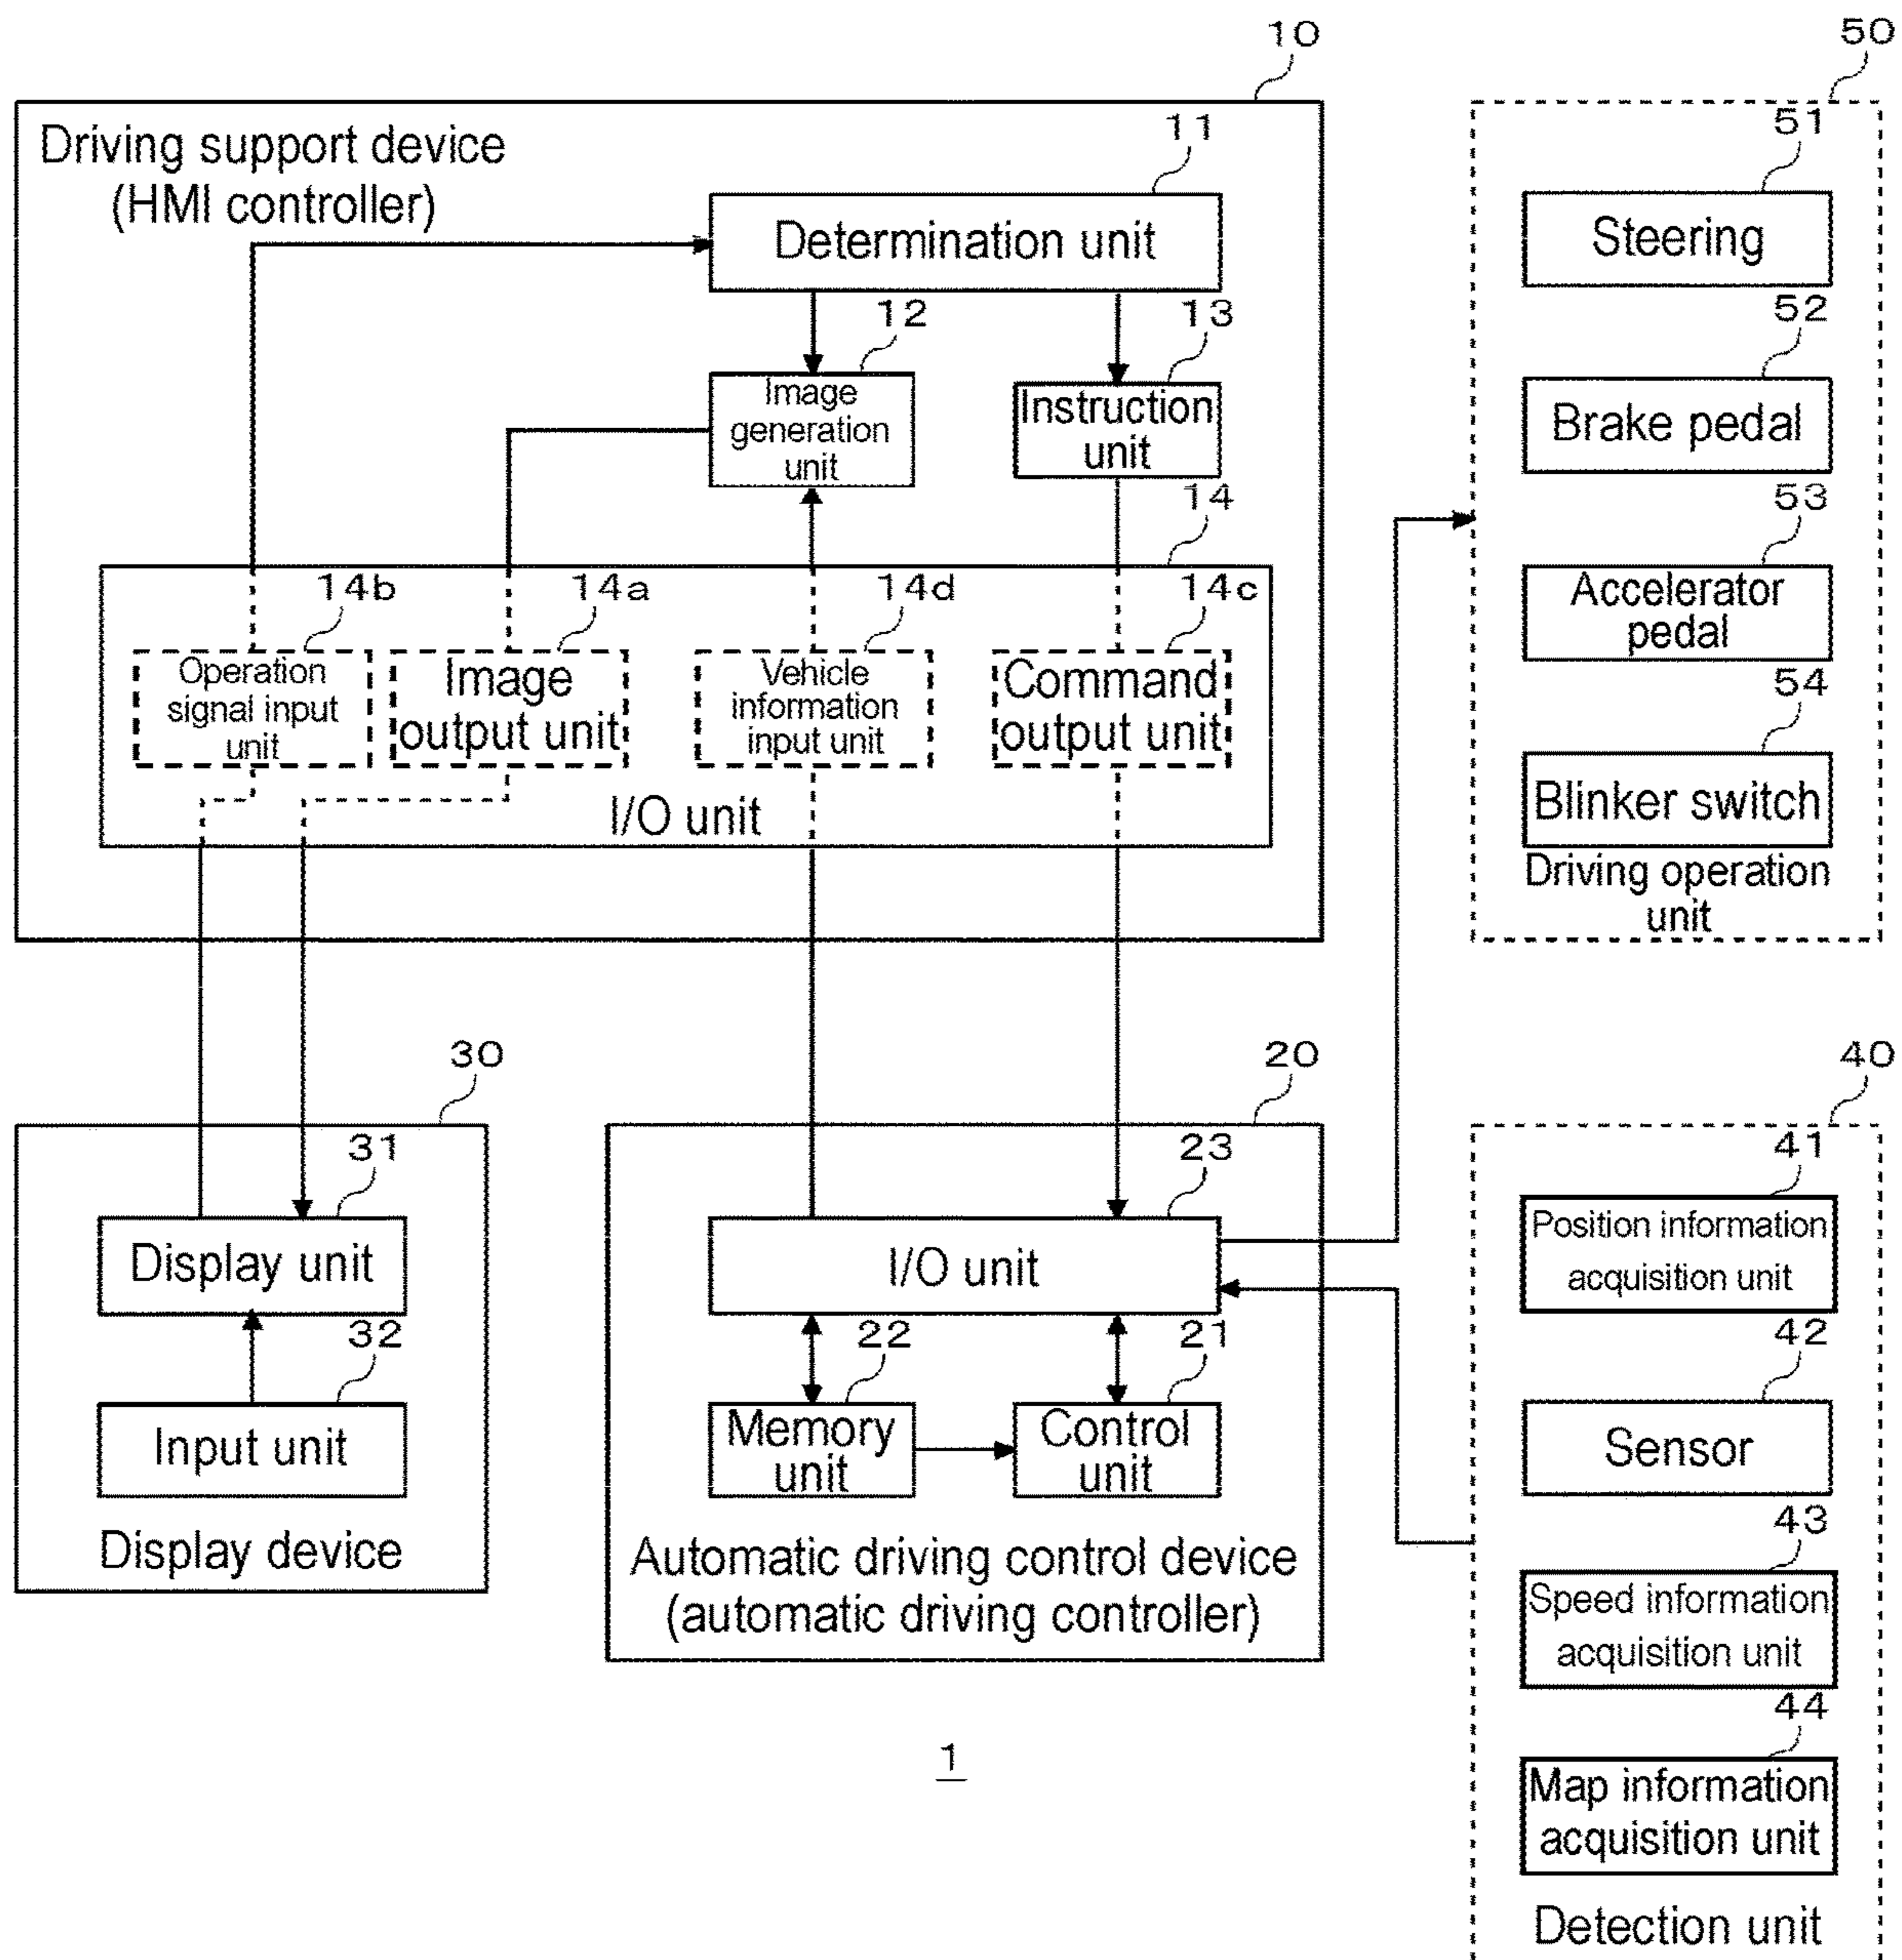 10
50
Driving support device
(HMI controller)
11
Determination unit
12
13
Image
generation
unit
Instruction
unit
14
14b
14a
14d
14c
Operation
signal input
unit
Image
output unit
Vehicle
information
input unit
Command
output unit
I/O unit
51
Steering
52
Brake pedal
53
Accelerator
pedal
54
Blinker switch
Driving operation
unit
30
31
Display unit
32
Input unit
Display device
20
23
I/O unit
22
21
Memory
unit
Control
unit
Automatic driving control device
(automatic driving controller)
40
41
Position information
acquisition unit
42
Sensor
43
Speed information
acquisition unit
44
Map information
acquisition unit
Detection unit
1